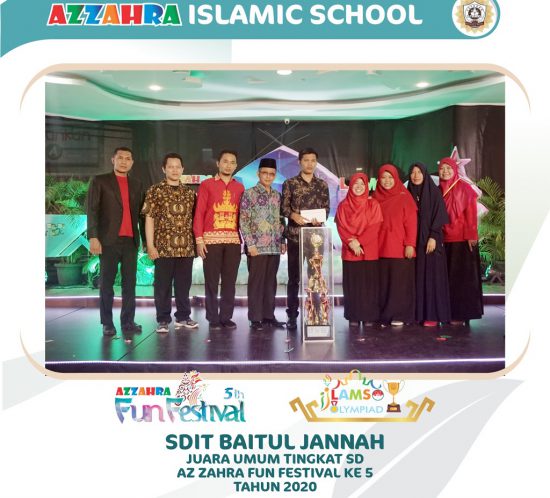 AZZAHRA ISLAMIC SCHOOL
AZZAHRA
Fun Festival
5th
LAMSO
OLYMPIAD
SDIT BAITUL JANNAH
JUARA UMUM TINGKAT SD
AZ ZAHRA FUN FESTIVAL KE 5
TAHUN 2020